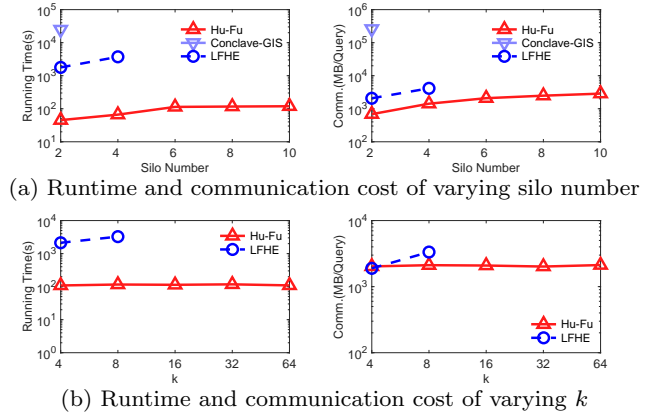 Running Time(s)
10^5
10^4
10^3
10^2
10^1
2 4 6 8 10
Silo Number
Hu-Fu
Conclave-GIS
LFHE
Comm.(MB/Query)
10^6
10^5
10^4
10^3
10^2
2 4 6 8 10
Silo Number
Hu-Fu
Conclave-GIS
LFHE
(a) Runtime and communication cost of varying silo number
Running Time(s)
10^4
10^3
10^2
10^1
10^0
4 8 16 32 64
k
Hu-Fu
LFHE
Comm.(MB/Query)
10^4
10^3
10^2
4 8 16 32 64
k
Hu-Fu
LFHE
(b) Runtime and communication cost of varying k